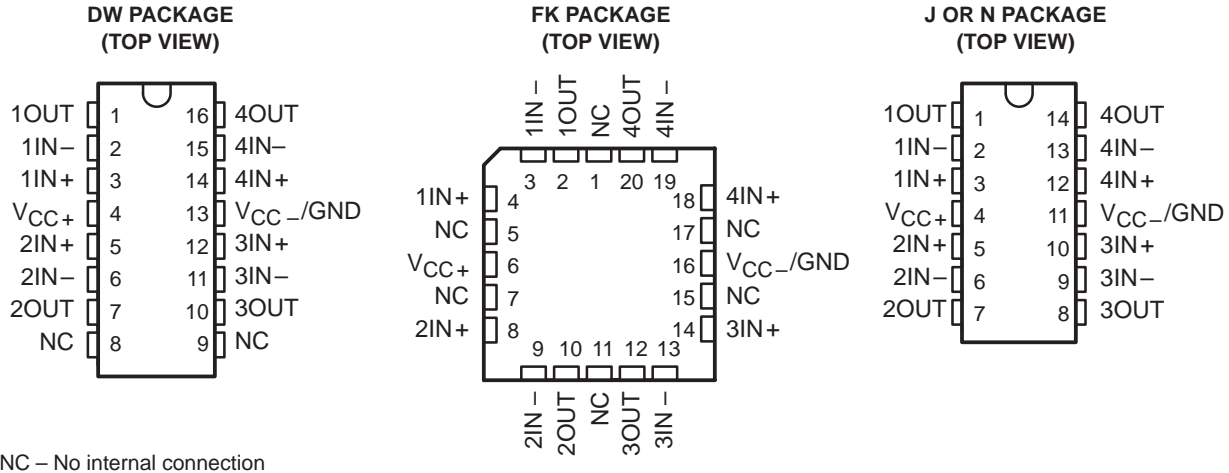 DW PACKAGE
(TOP VIEW)
1OUT 1 16 4OUT
1IN– 2 15 4IN–
1IN+ 3 14 4IN+
VCC+ 4 13 VCC–/GND
2IN+ 5 12 3IN+
2IN– 6 11 3IN–
2OUT 7 10 3OUT
NC 8 9 NC
FK PACKAGE
(TOP VIEW)
1IN– 1OUT NC 4OUT 4IN–
3 2 1 20 19
1IN+ 4 18 4IN+
NC 5 17 NC
VCC+ 6 16 VCC–/GND
NC 7 15 NC
2IN+ 8 14 3IN+
9 10 11 12 13
2IN– 2OUT NC 3OUT 3IN–
J OR N PACKAGE
(TOP VIEW)
1OUT 1 14 4OUT
1IN– 2 13 4IN–
1IN+ 3 12 4IN+
VCC+ 4 11 VCC–/GND
2IN+ 5 10 3IN+
2IN– 6 9 3IN–
2OUT 7 8 3OUT
NC – No internal connection